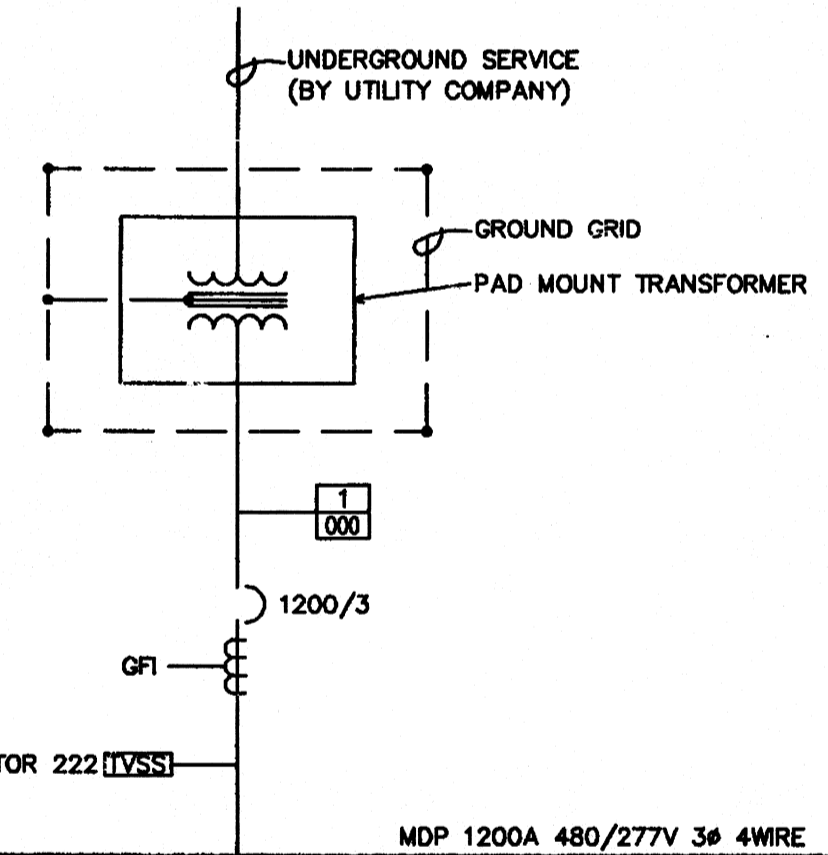 UNDERGROUND SERVICE
(BY UTILITY COMPANY)
GROUND GRID
PAD MOUNT TRANSFORMER
1
000
1200/3
GFI
TOR 222 TVSS
MDP 1200A 480/277V 3ø 4WIRE